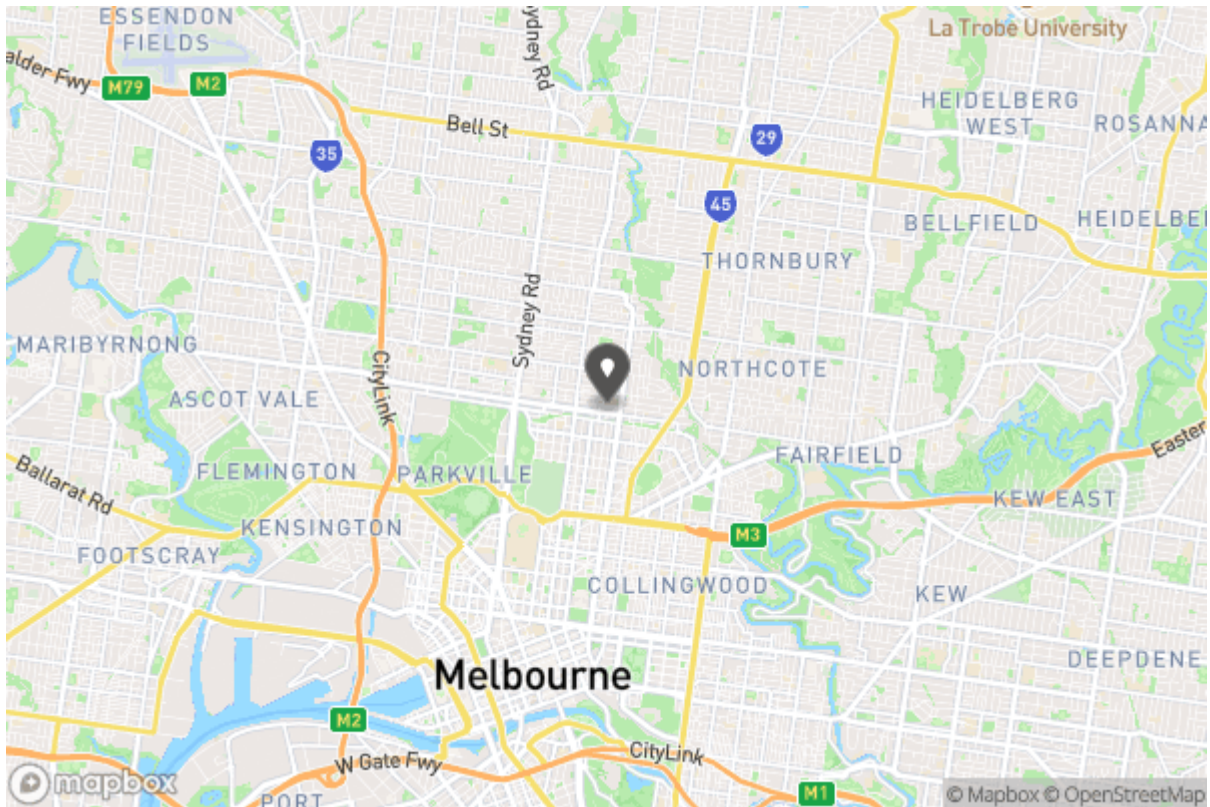 ESSENDON
FIELDS
La Trobe University
alder Fwy
M79
M2
Sydney Rd
HEIDELBERG
WEST
ROSANNA
Bell St
29
35
45
BELLFIELD
HEIDELBE
THORNBURY
Sydney Rd
MARIBYRNONG
CityLink
NORTHCOTE
ASCOT VALE
FAIRFIELD
Easter
FLEMINGTON
PARKVILLE
Ballarat Rd
KEW EAST
KENSINGTON
M3
FOOTSCRAY
COLLINGWOOD
KEW
DEEPDENE
Melbourne
M2
CityLink
W Gate Fwy
mapbox
PORT
M1
© Mapbox © OpenStreetMap